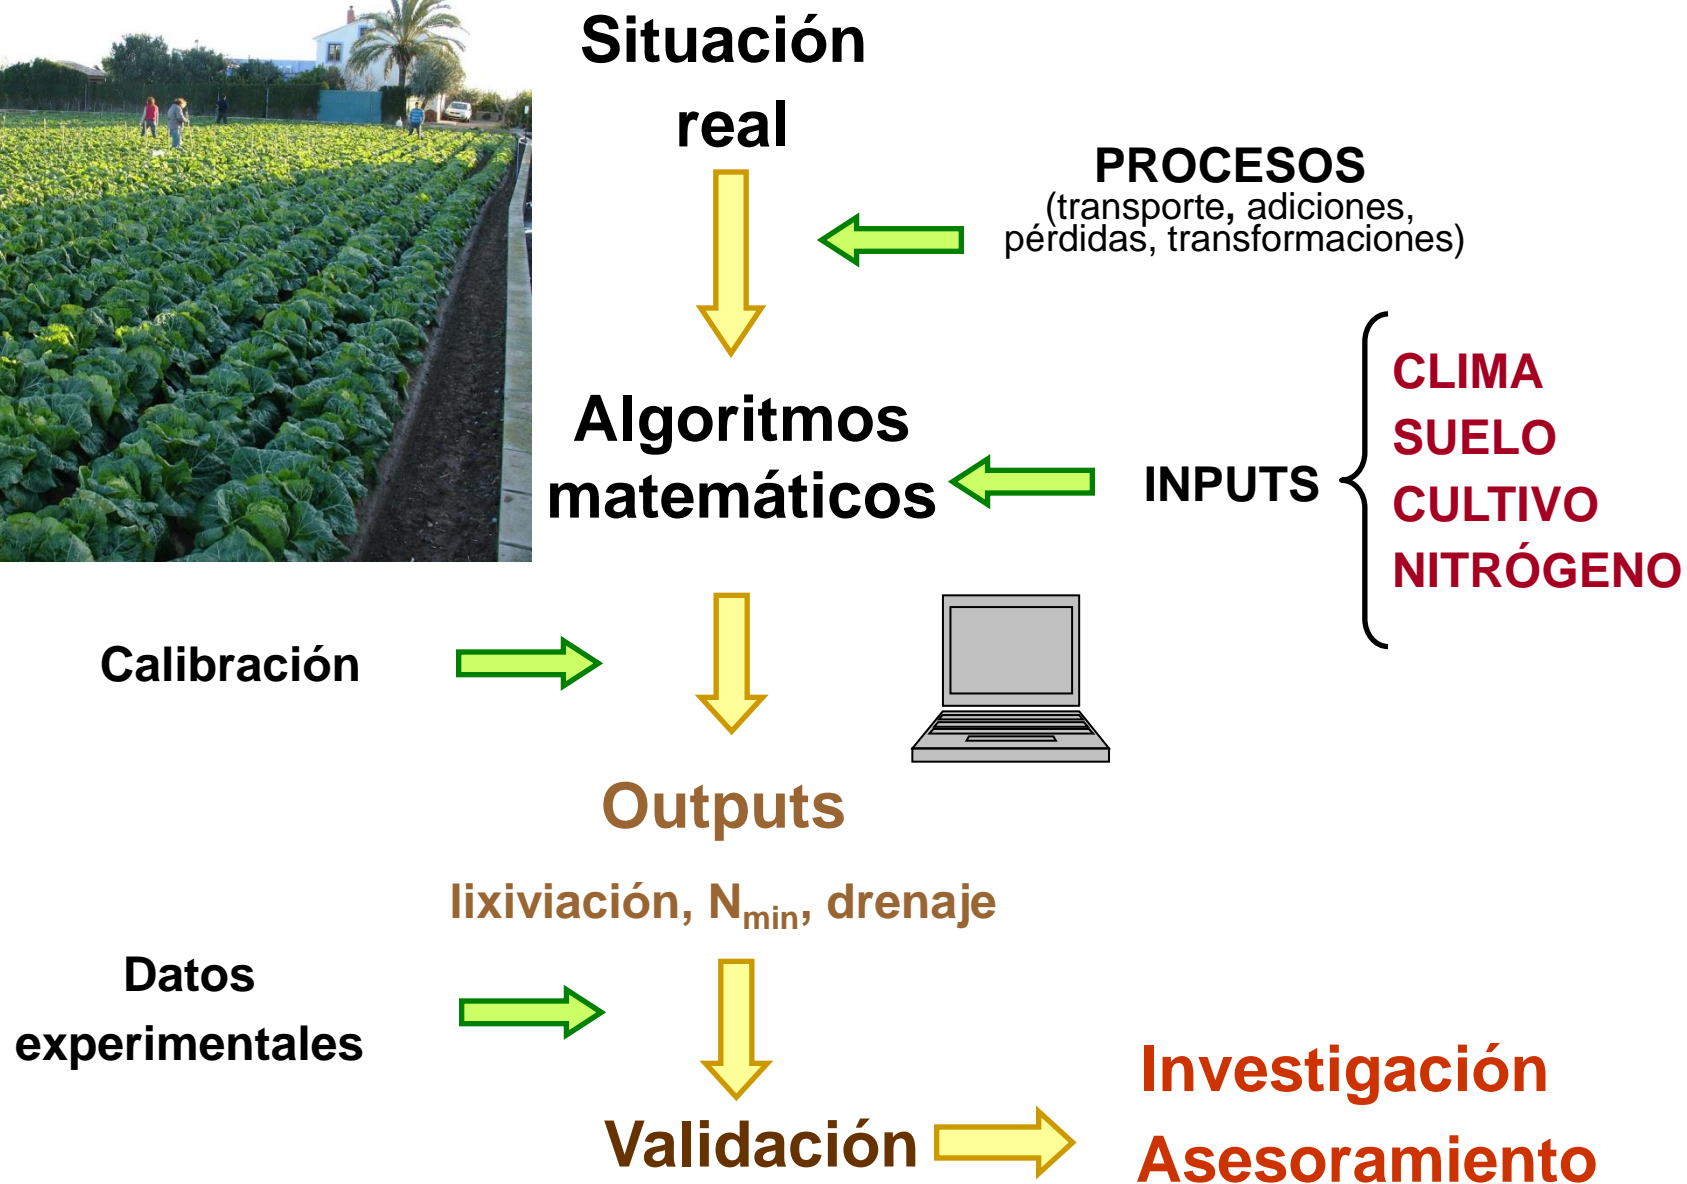 Situación
real
PROCESOS
(transporte, adiciones,
pérdidas, transformaciones)
Algoritmos
matemáticos
INPUTS
CLIMA
SUELO
CULTIVO
NITRÓGENO
Calibración
Outputs
lixiviación, Nmin, drenaje
Datos
experimentales
Validación
Investigación
Asesoramiento